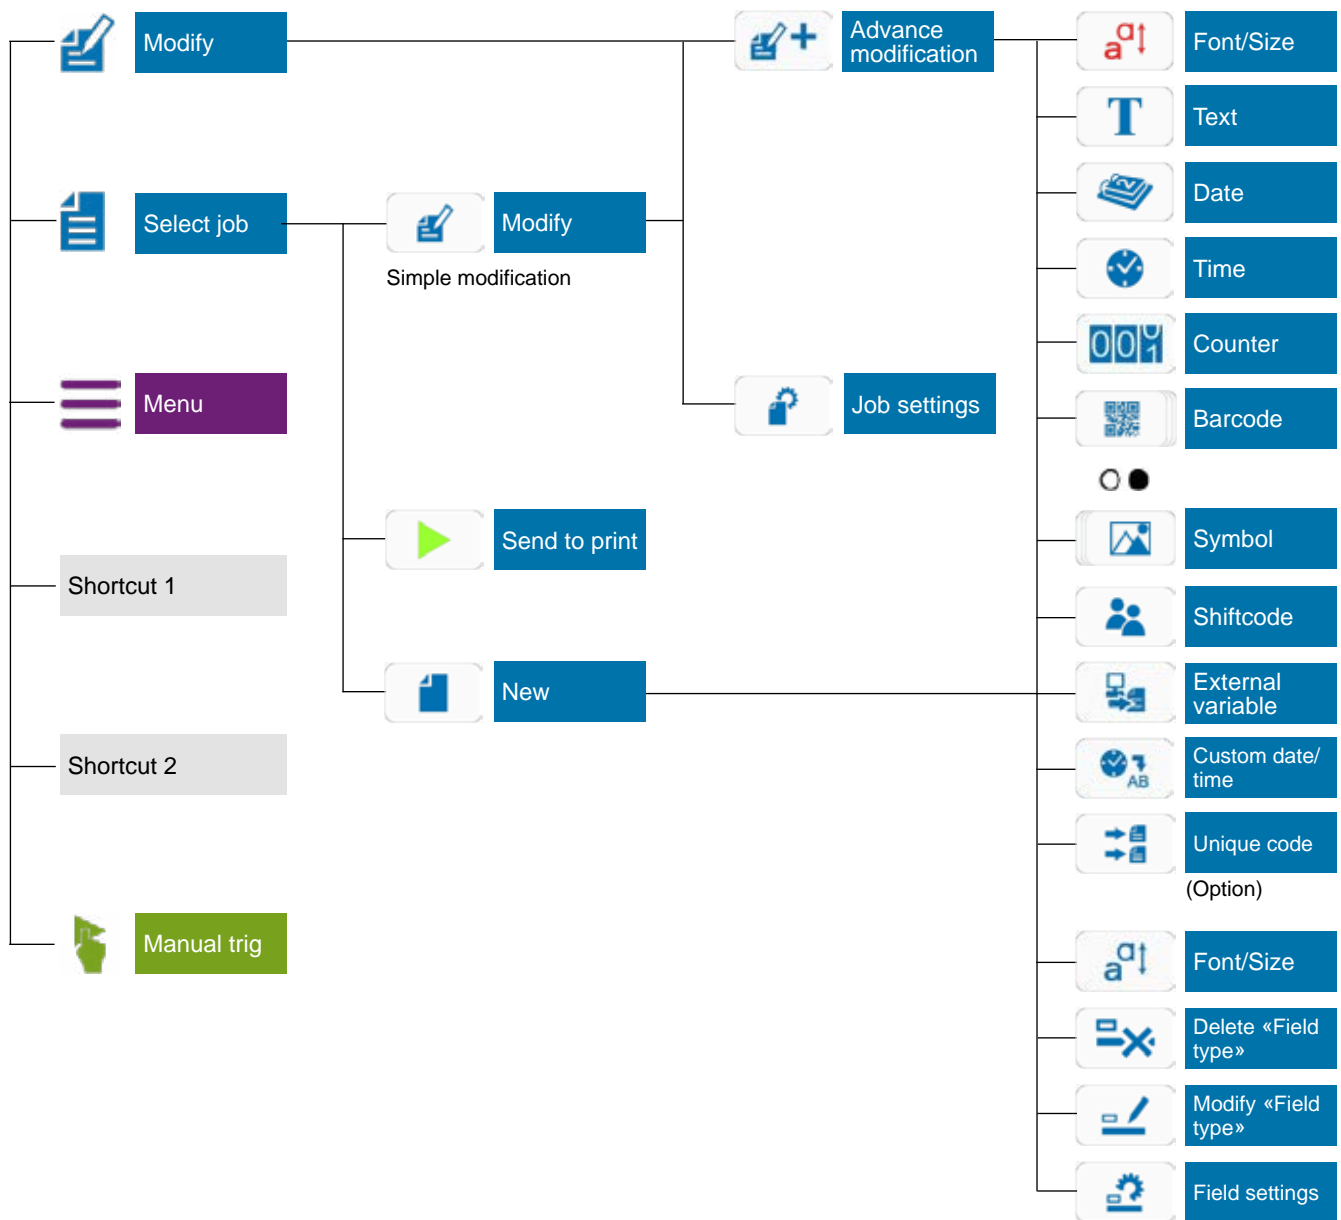 Modify
Advance
modification
Font/Size
Text
Date
Select job
Modify
Simple modification
Time
Counter
Menu
Job settings
Barcode
Send to print
Symbol
Shortcut 1
Shiftcode
New
External
variable
Shortcut 2
Custom date/
time
AB
Unique code
(Option)
Manual trig
Font/Size
Delete «Field
type»
Modify «Field
type»
Field settings